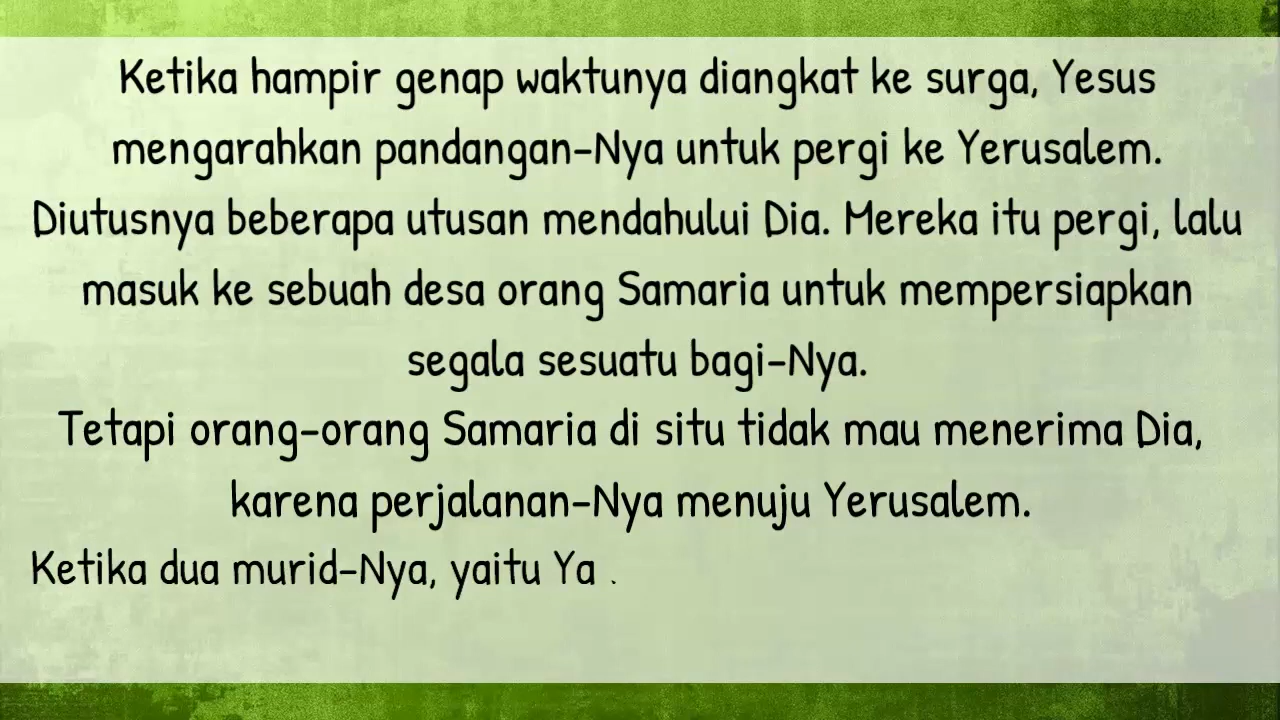 Ketika hampir genap waktunya diangkat ke surga, Yesus
mengarahkan pandangan-Nya untuk pergi ke Yerusalem.
Diutusnya beberapa utusan mendahului Dia. Mereka itu pergi, lalu
masuk ke sebuah desa orang Samaria untuk mempersiapkan
segala sesuatu bagi-Nya.
Tetapi orang-orang Samaria di situ tidak mau menerima Dia,
karena perjalanan-Nya menuju Yerusalem.
Ketika dua murid-Nya, yaitu Ya .